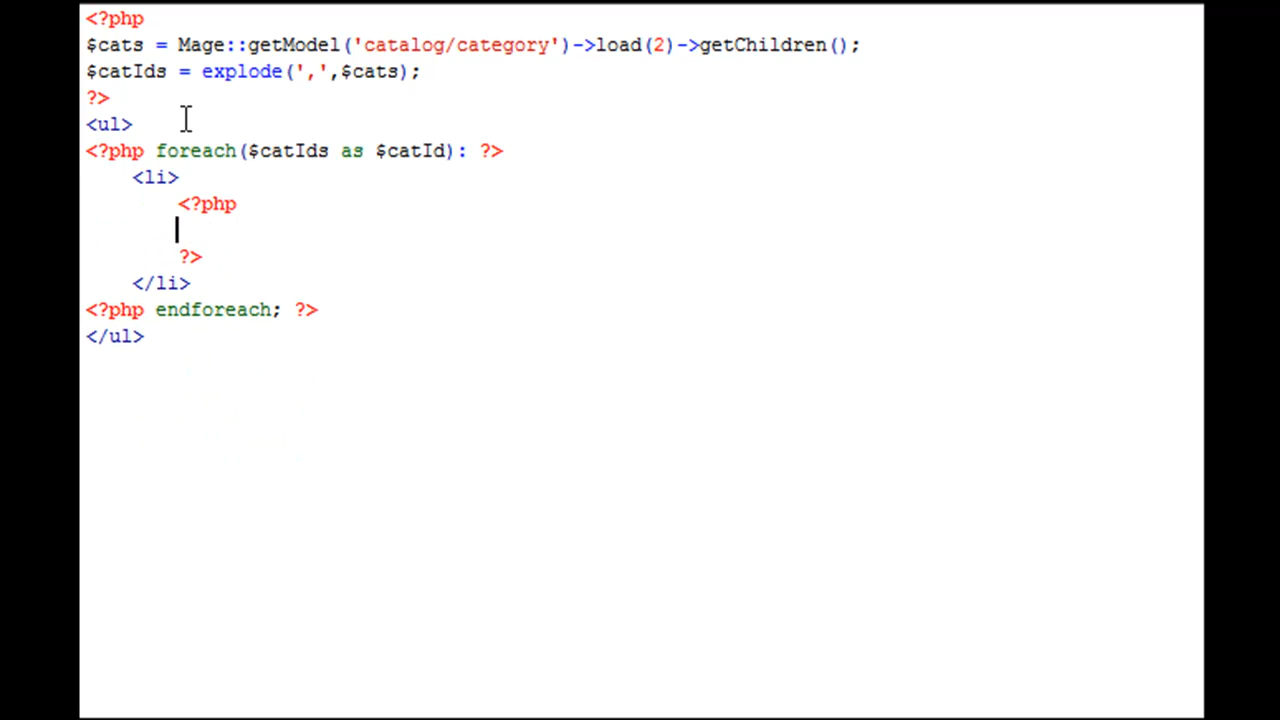 <?php
$cats = Mage::getModel('catalog/category')->load(2)->getChildren();
$catIds = explode(',',$cats);
?>
<ul>
<?php foreach($catIds as $catId): ?>
<li>
<?php
?>
</li>
<?php endforeach; ?>
</ul>